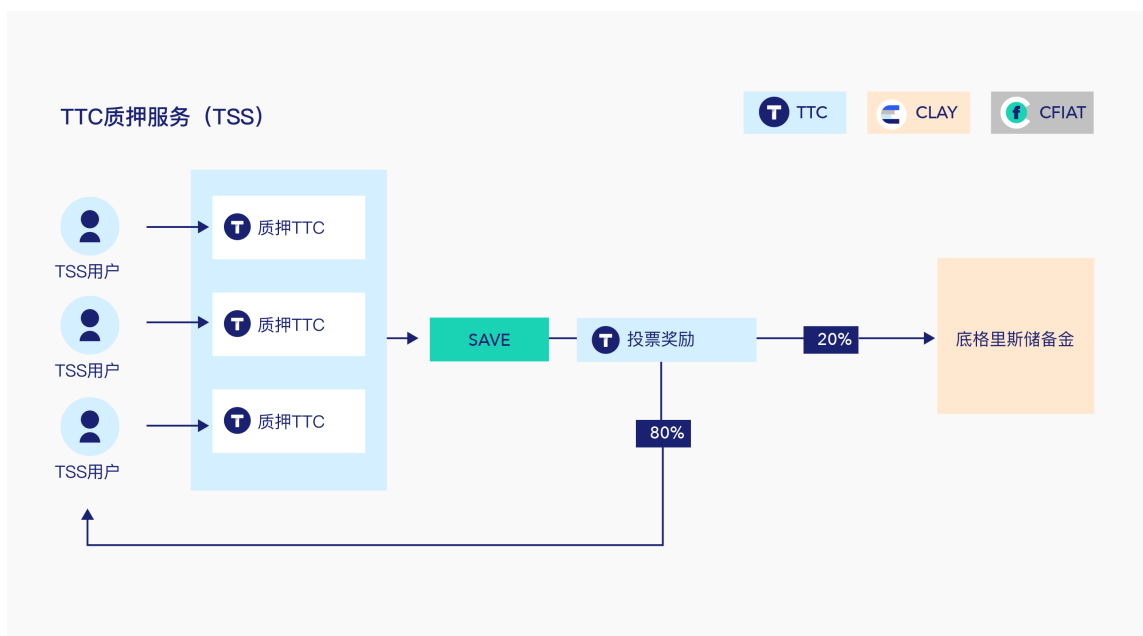 TTC质押服务（TSS）
TTC
CLAY
CFIAT
质押TTC
TSS用户
质押TTC
TSS用户
质押TTC
TSS用户
SAVE
投票奖励
20%
底格里斯储备金
80%